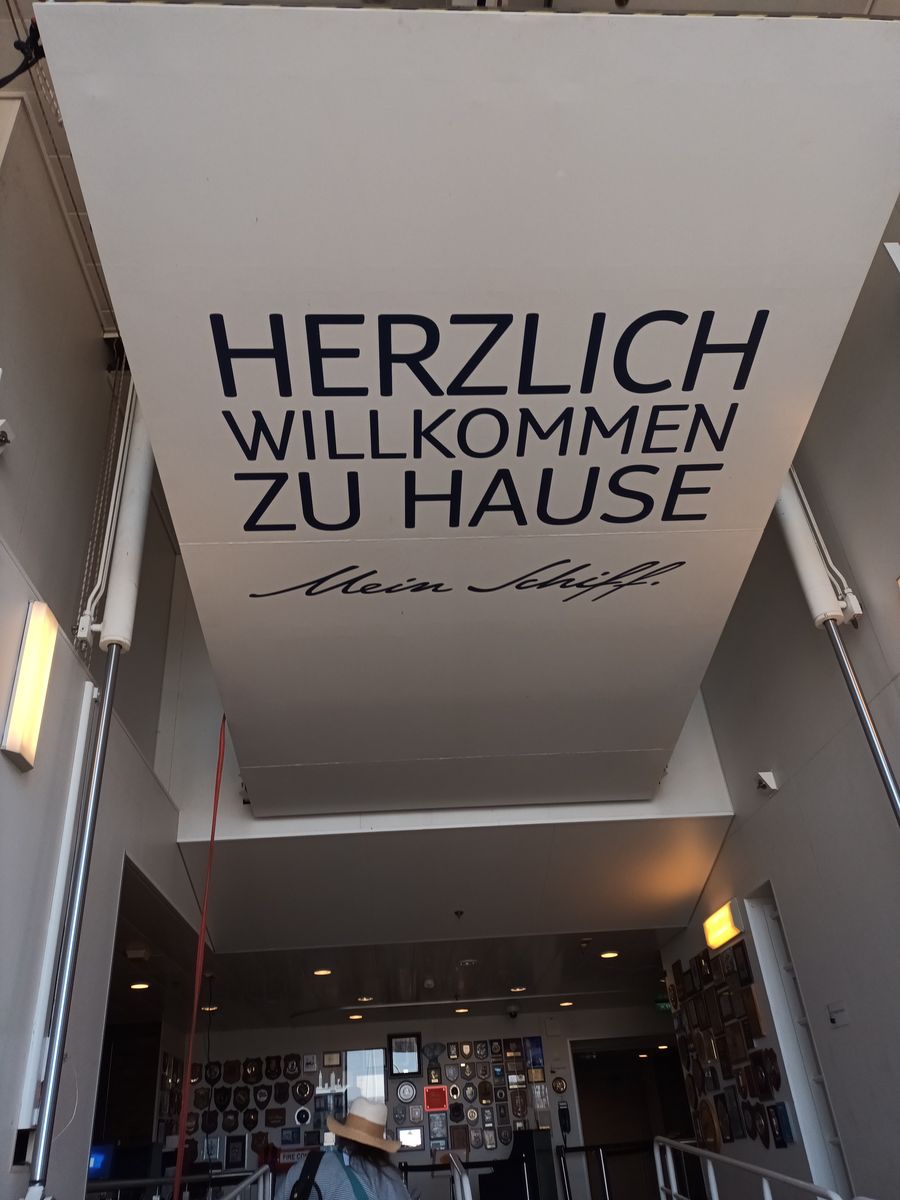 HERZLICH
WILLKOMMEN
ZU HAUSE
Mein Schiff.